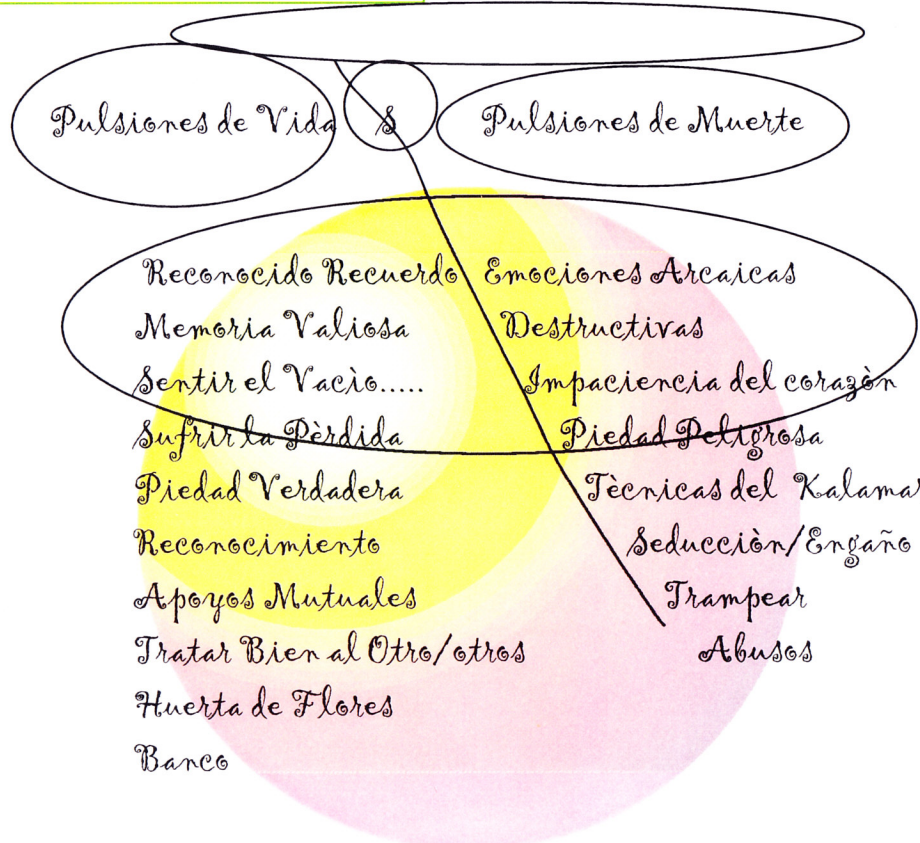 Pulsiones de Vida S Pulsiones de Muerte
Reconocido Recuerdo Emociones Arcaicas
Memoria Valiosa Destructivas
Sentir el Vacìo..... Impaciencia del corazòn
Sufrir la Pèrdida Piedad Peligrosa
Piedad Verdadera Tècnicas del Kalamar
Reconocimiento Seducciòn/Engaño
Apoyos Mutuales Trampear
Tratar Bien al Otro/otros Abusos
Huerta de Flores
Banco